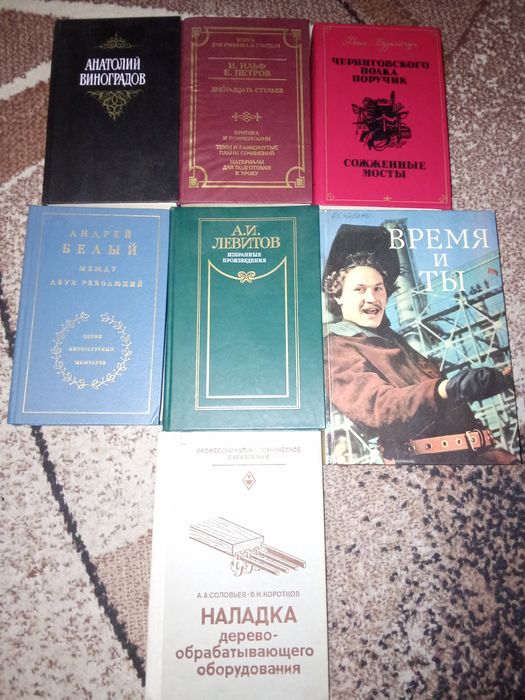 АНАТОЛИЙ
ВИНОГРАДОВ
КНИГА
ДЛЯ УЧЕНИКА И УЧИТЕЛЯ
И. ИЛЬФ
Е. ПЕТРОВ
ДВЕНАДЦАТЬ СТУЛЬЕВ
КРИТИКА
И КОММЕНТАРИИ
ТЕМЫ И РАЗВЕРНУТЫЕ
ПЛАНЫ СОЧИНЕНИЙ
МАТЕРИАЛЫ
ДЛЯ ПОДГОТОВКИ
К УРОКУ
ЧЕРНИГОВСКОГО
ПОЛКА
ПОРУЧИК
СОЖЖЕННЫЕ
МОСТЫ
АНДРЕЙ
БЕЛЫЙ
МЕЖДУ
ДВУХ РЕВОЛЮЦИЙ
СЕРИЯ
ЛИТЕРАТУРНЫХ
МЕМУАРОВ
А.И.
ЛЕВИТОВ
ИЗБРАННЫЕ
ПРОИЗВЕДЕНИЯ
ВРЕМЯ
И
ТЫ
ПРОФЕССИОНАЛЬНО-ТЕХНИЧЕСКОЕ
ОБРАЗОВАНИЕ
А.А.СОЛОВЬЕВ · В.И.КОРОТКОВ
НАЛАДКА
дерево-
обрабатывающего
оборудования